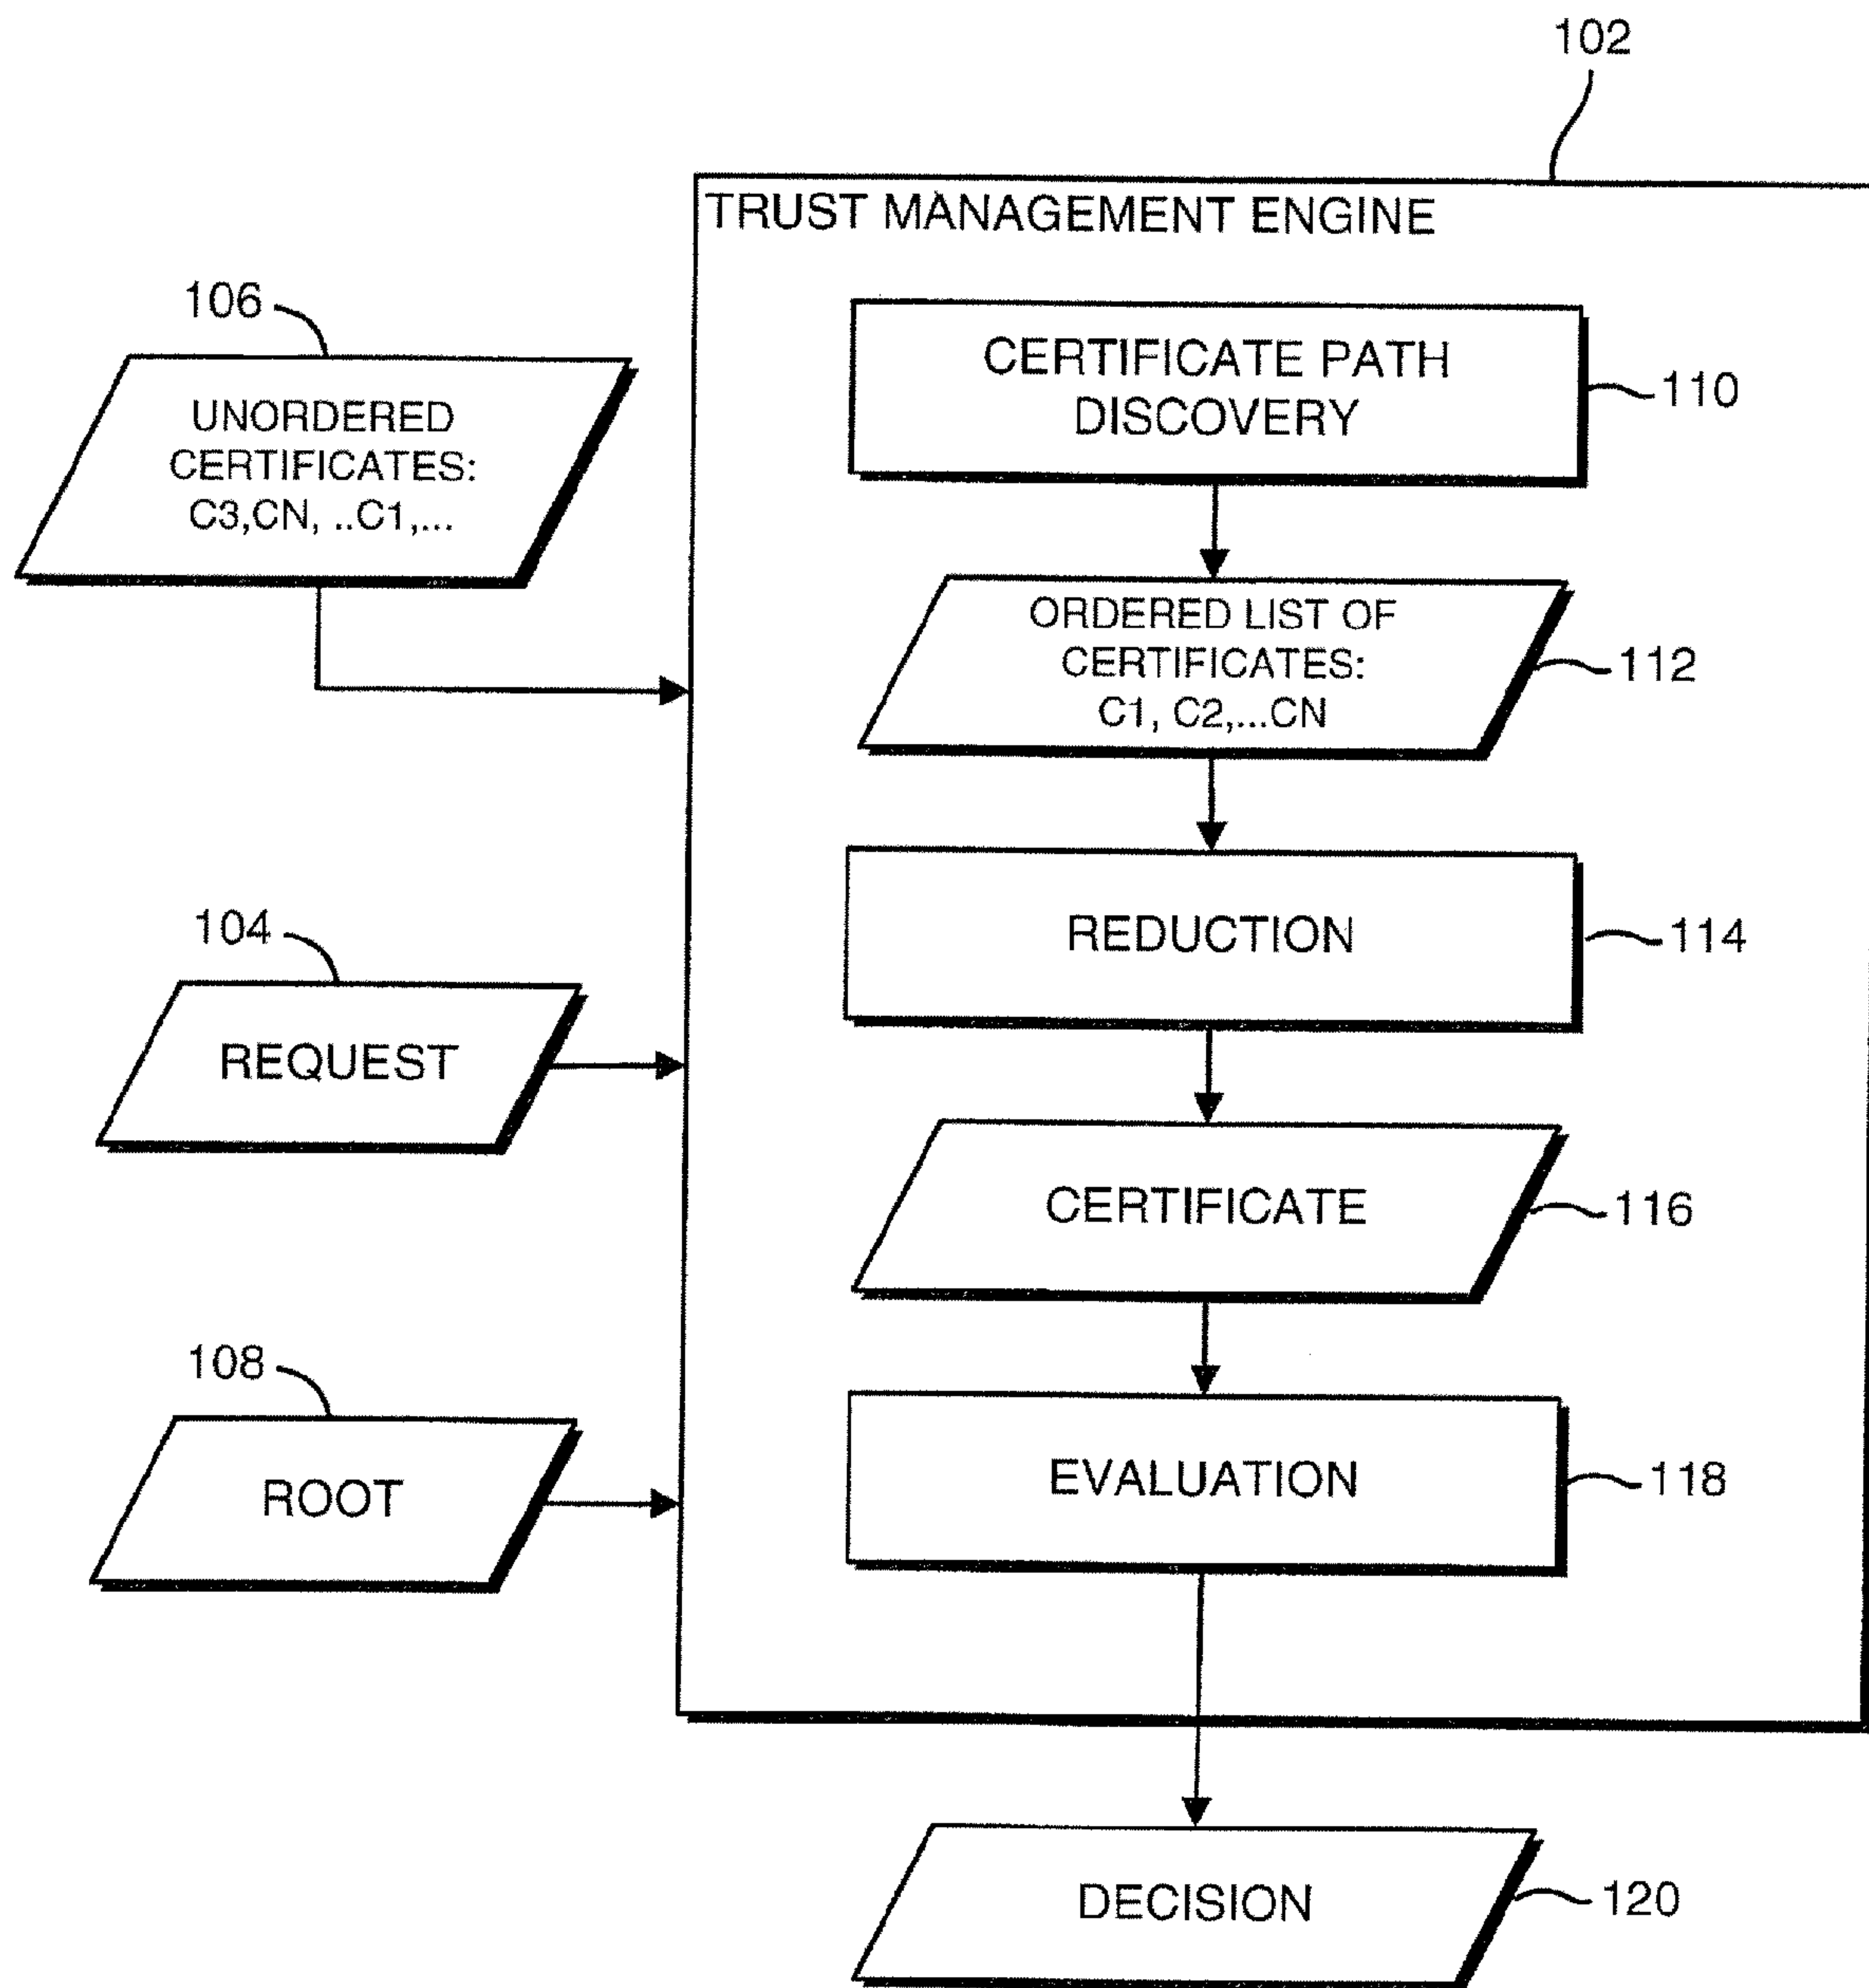 102
TRUST MANAGEMENT ENGINE
106
UNORDERED
CERTIFICATES:
C3,CN, ..C1,...
CERTIFICATE PATH
DISCOVERY
110
ORDERED LIST OF
CERTIFICATES:
C1, C2,...CN
112
104
REQUEST
REDUCTION
114
CERTIFICATE
116
108
ROOT
EVALUATION
118
DECISION
120